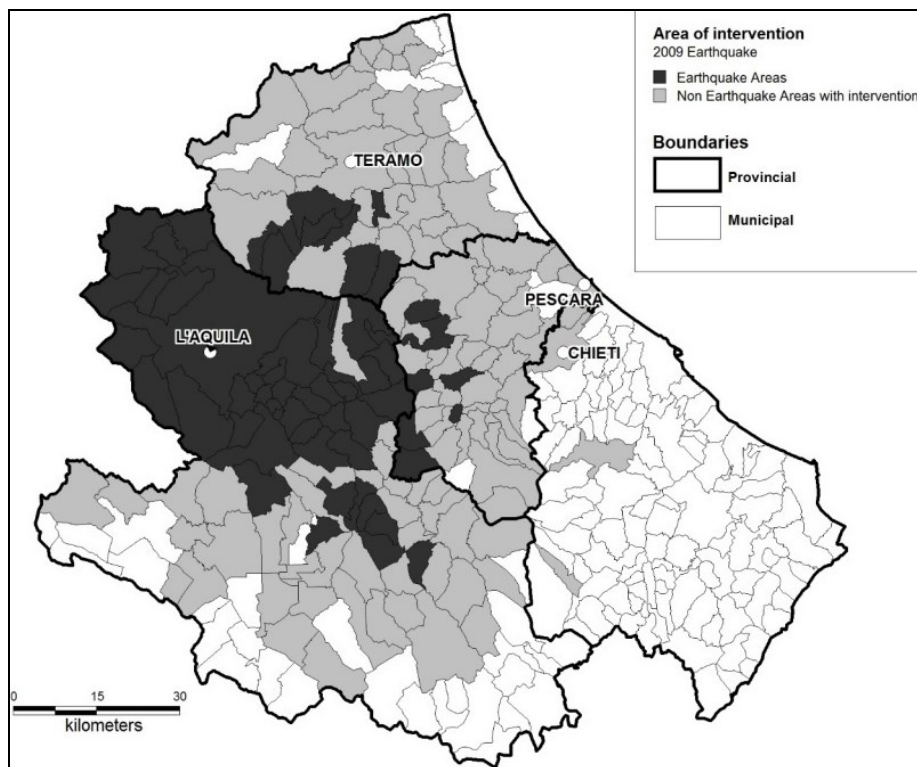 Area of intervention
2009 Earthquake
Earthquake Areas
Non Earthquake Areas with intervention
Boundaries
Provincial
Municipal
TERAMO
PESCARA
L'AQUILA
CHIETI
0 15 30
kilometers